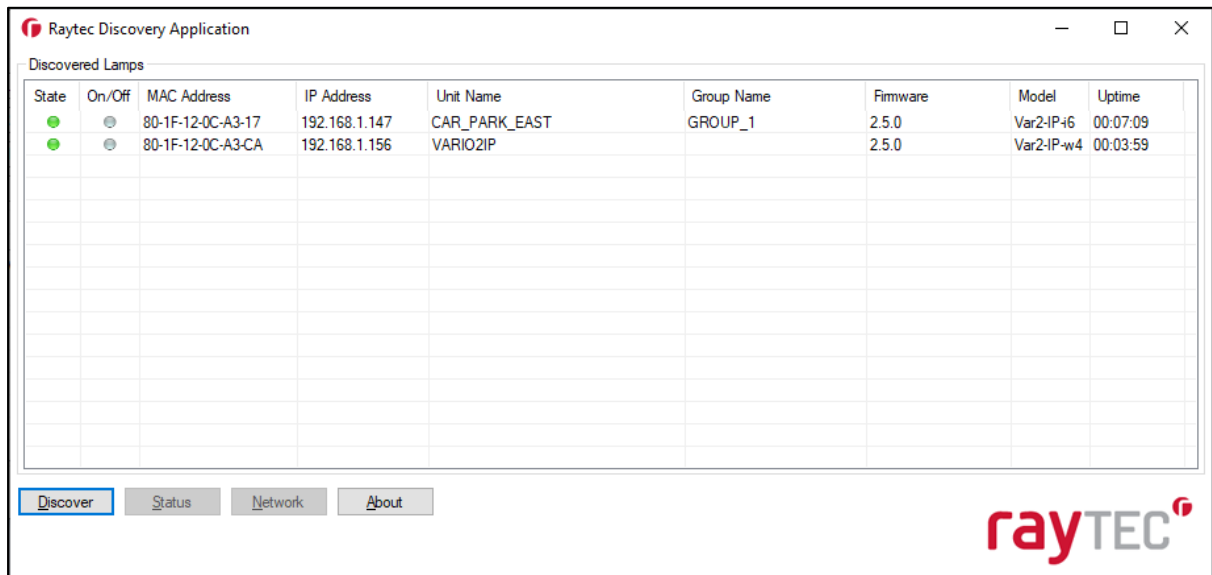 Raytec Discovery Application
Discovered Lamps
State On/Off MAC Address IP Address Unit Name Group Name Firmware Model Uptime
80-1F-12-0C-A3-17 192.168.1.147 CAR_PARK_EAST GROUP_1 2.5.0 Var2-IP-i6 00:07:09
80-1F-12-0C-A3-CA 192.168.1.156 VARIO2IP 2.5.0 Var2-IP-w4 00:03:59
Discover Status Network About
rayTEC